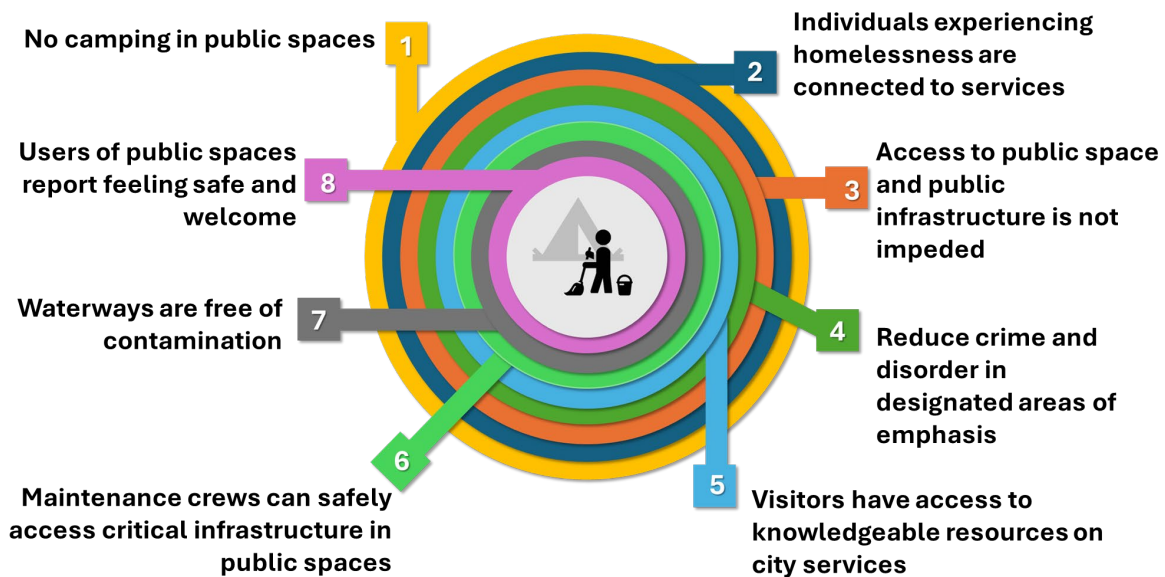 1
No camping in public spaces
2
Individuals experiencing
homelessness are
connected to services
3
Access to public space
and public
infrastructure is not
impeded
4
Reduce crime and
disorder in
designated areas of
emphasis
5
Visitors have access to
knowledgeable resources on
city services
6
Maintenance crews can safely
access critical infrastructure in
public spaces
7
Waterways are free of
contamination
8
Users of public spaces
report feeling safe and
welcome